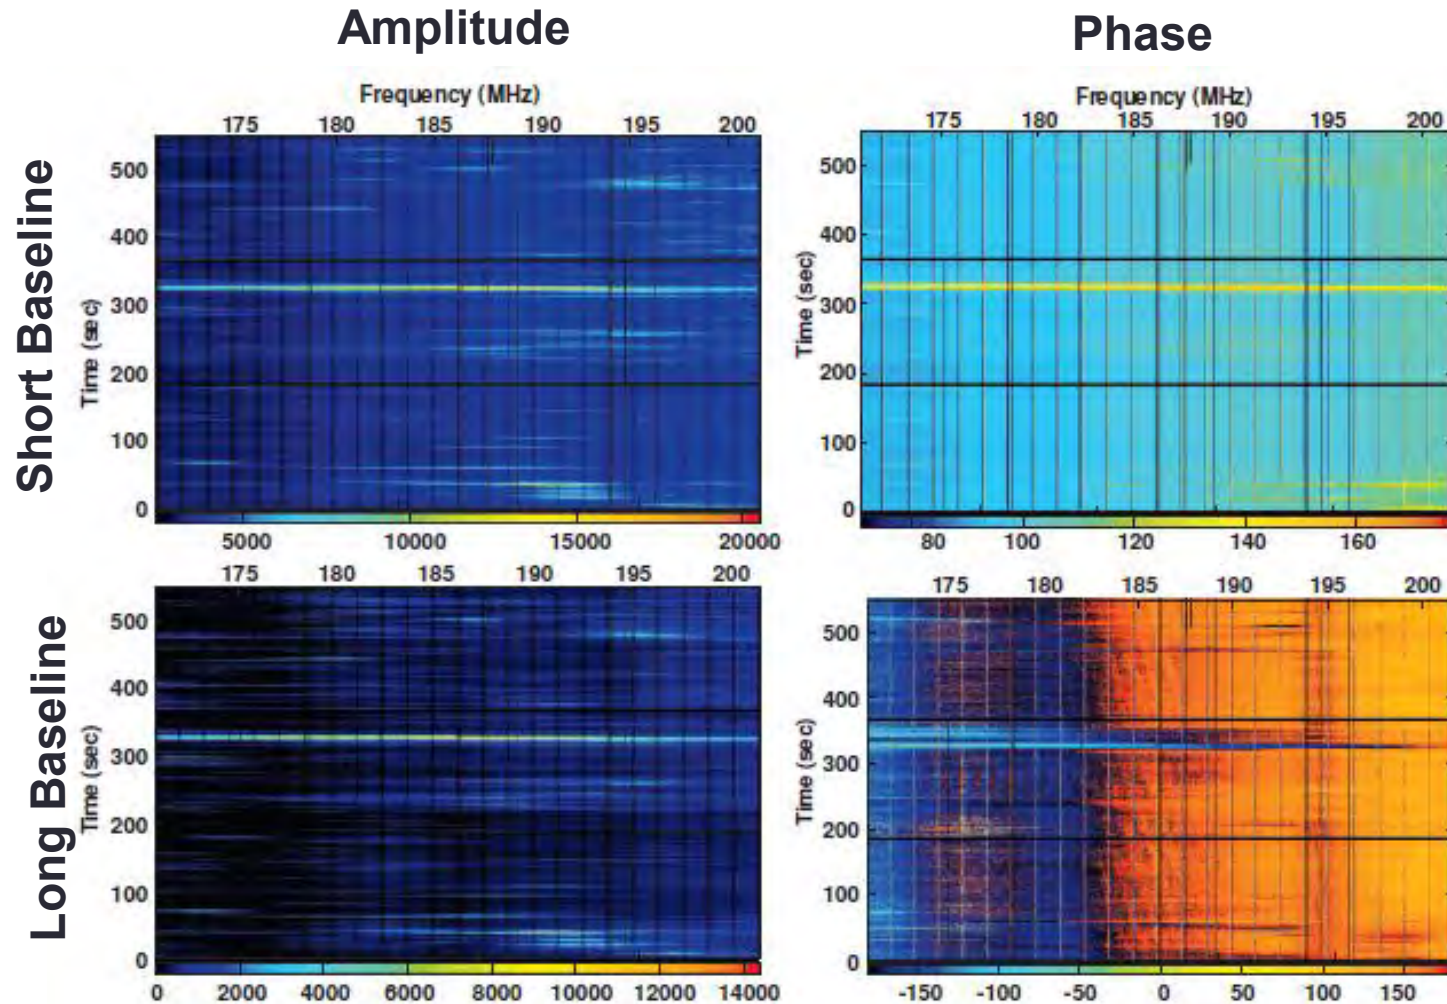 Amplitude
Phase
Short Baseline
Frequency (MHz)
175 180 185 190 195 200
500
400
300
200
100
0
Time (sec)
5000 10000 15000 20000
Frequency (MHz)
175 180 185 190 195 200
500
400
300
200
100
0
Time (sec)
80 100 120 140 160
Long Baseline
175 180 185 190 195 200
500
400
300
200
100
0
Time (sec)
0 2000 4000 6000 8000 10000 12000 14000
175 180 185 190 195 200
500
400
300
200
100
0
Time (sec)
-150 -100 -50 0 50 100 150